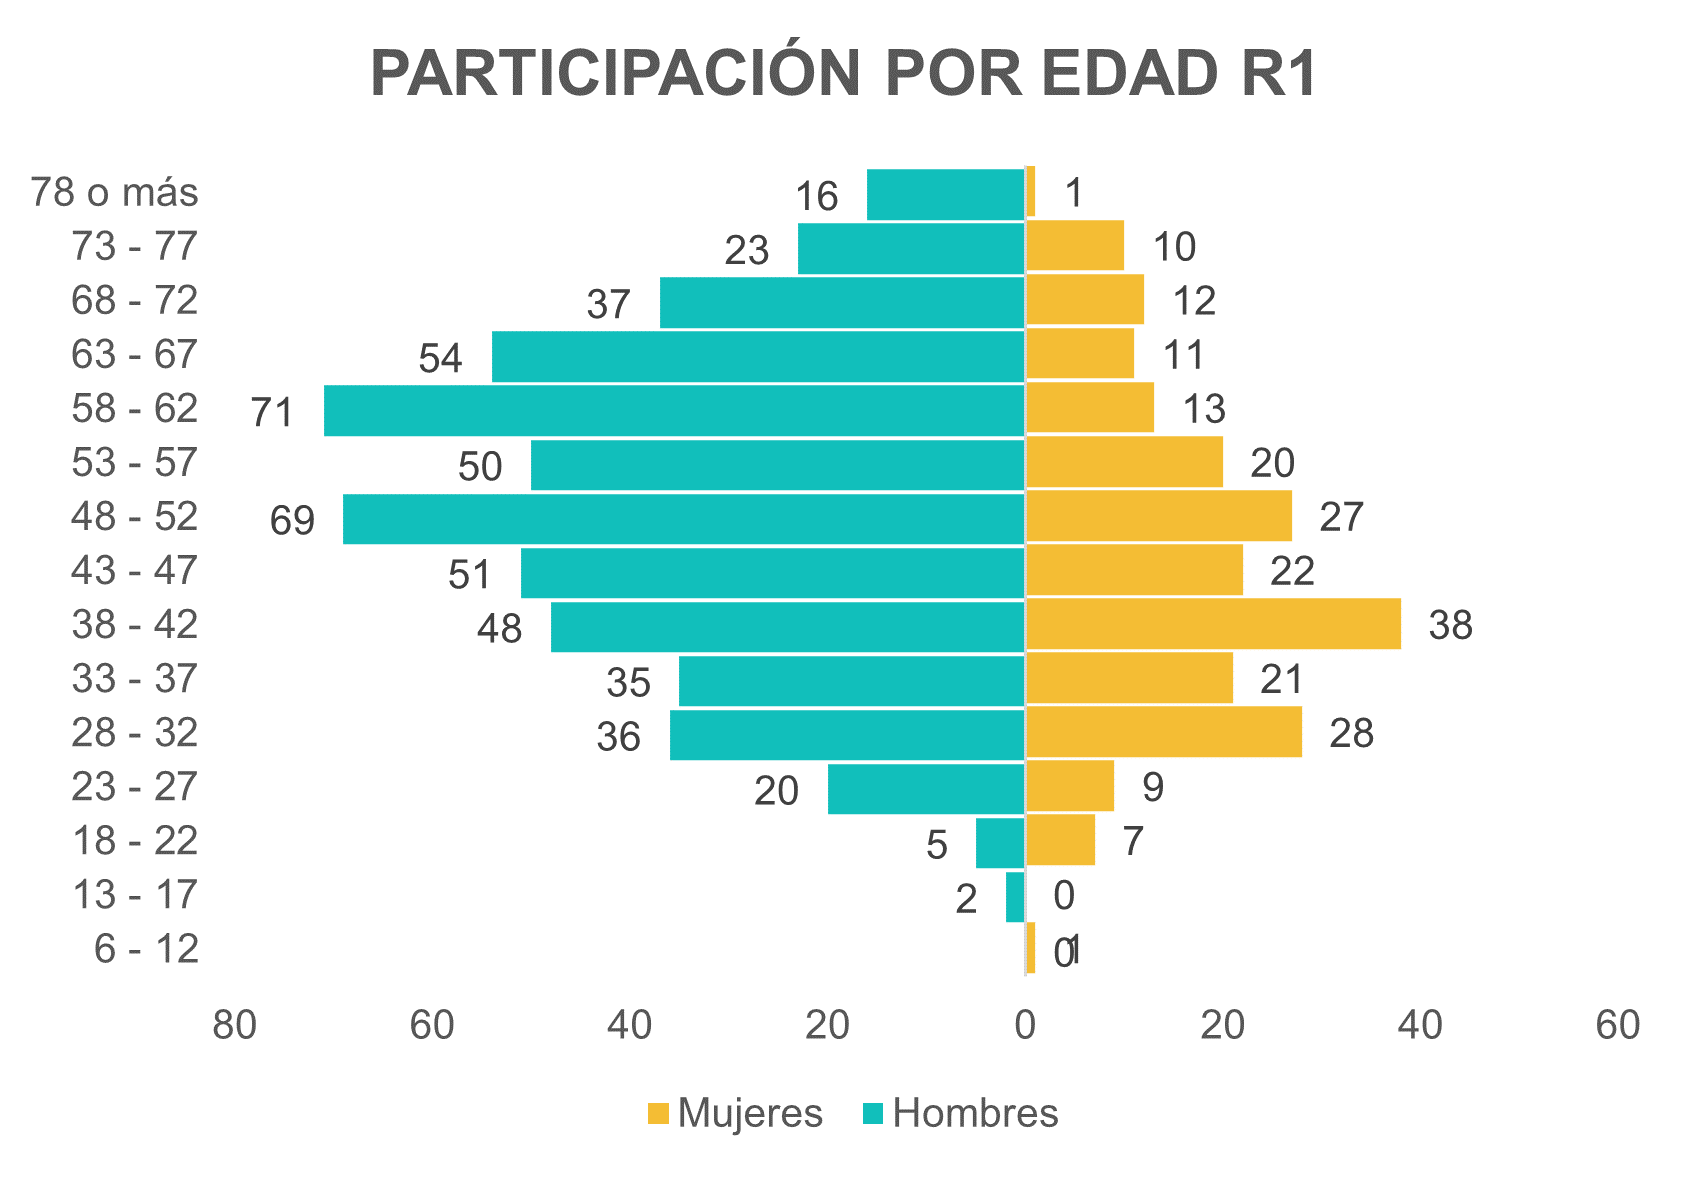 PARTICIPACIÓN POR EDAD R1
78 o más 16 1
73 - 77 23 10
68 - 72 37 12
63 - 67 54 11
58 - 62 71 13
53 - 57 50 20
48 - 52 69 27
43 - 47 51 22
38 - 42 48 38
33 - 37 35 21
28 - 32 36 28
23 - 27 20 9
18 - 22 5 7
13 - 17 2 0
6 - 12 0 1
80 60 40 20 0 20 40 60
Mujeres Hombres